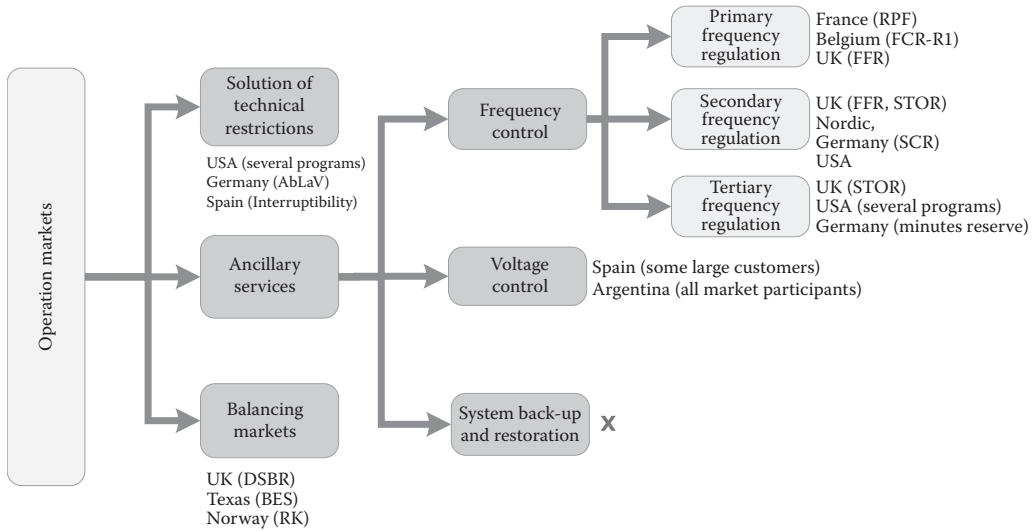 Operation markets
Solution of
technical
restrictions
USA (several programs)
Germany (AbLaV)
Spain (Interruptibility)
Ancillary
services
Balancing
markets
UK (DSBR)
Texas (BES)
Norway (RK)
Frequency
control
Voltage
control
Spain (some large customers)
Argentina (all market participants)
System back-up
and restoration
X
Primary
frequency
regulation
France (RPF)
Belgium (FCR-R1)
UK (FFR)
Secondary
frequency
regulation
UK (FFR, STOR)
Nordic,
Germany (SCR)
USA
Tertiary
frequency
regulation
UK (STOR)
USA (several programs)
Germany (minutes reserve)